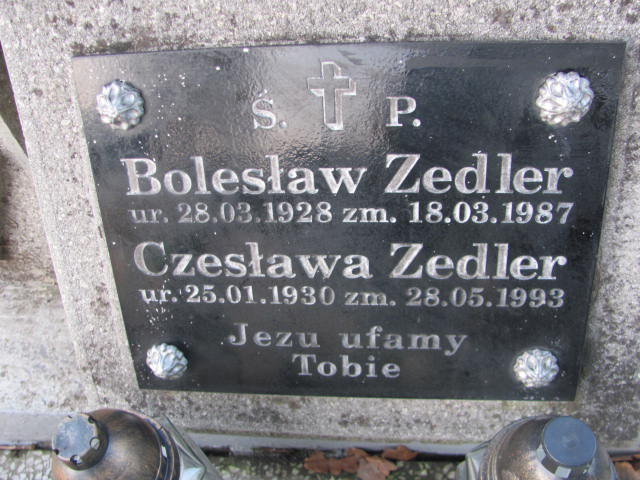 Ś. P.
Bolesław Zedler
ur. 28.03.1928 zm. 18.03.1987
Czesława Zedler
ur. 25.01.1930 zm. 28.05.1993
Jezu ufamy
Tobie